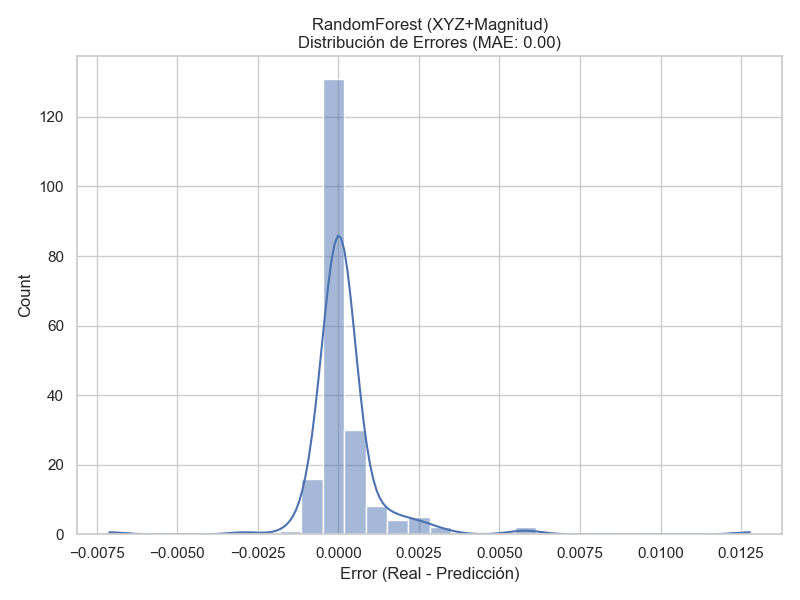 RandomForest (XYZ+Magnitud)
Distribución de Errores (MAE: 0.00)
Count
120
100
80
60
40
20
0
−0.0075 −0.0050 −0.0025 0.0000 0.0025 0.0050 0.0075 0.0100 0.0125
Error (Real - Predicción)